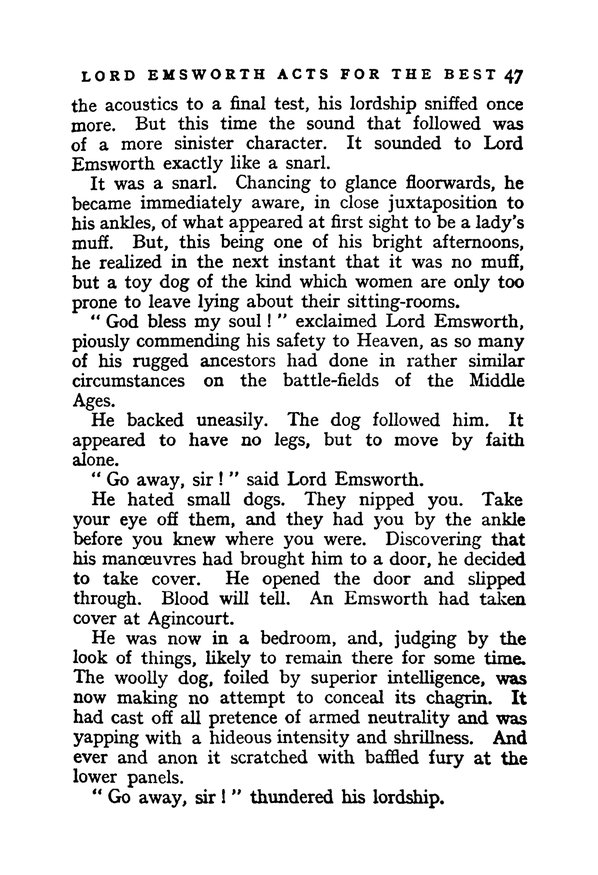 LORD EMSWORTH ACTS FOR THE BEST 47
the acoustics to a final test, his lordship sniffed once
more. But this time the sound that followed was
of a more sinister character. It sounded to Lord
Emsworth exactly like a snarl.
It was a snarl. Chancing to glance floorwards, he
became immediately aware, in close juxtaposition to
his ankles, of what appeared at first sight to be a lady's
muff. But, this being one of his bright afternoons,
he realized in the next instant that it was no muff,
but a toy dog of the kind which women are only too
prone to leave lying about their sitting-rooms.
" God bless my soul ! " exclaimed Lord Emsworth,
piously commending his safety to Heaven, as so many
of his rugged ancestors had done in rather similar
circumstances on the battle-fields of the Middle
Ages.
He backed uneasily. The dog followed him. It
appeared to have no legs, but to move by faith
alone.
" Go away, sir ! " said Lord Emsworth.
He hated small dogs. They nipped you. Take
your eye off them, and they had you by the ankle
before you knew where you were. Discovering that
his manœuvres had brought him to a door, he decided
to take cover. He opened the door and slipped
through. Blood will tell. An Emsworth had taken
cover at Agincourt.
He was now in a bedroom, and, judging by the
look of things, likely to remain there for some time.
The woolly dog, foiled by superior intelligence, was
now making no attempt to conceal its chagrin. It
had cast off all pretence of armed neutrality and was
yapping with a hideous intensity and shrillness. And
ever and anon it scratched with baffled fury at the
lower panels.
" Go away, sir ! " thundered his lordship.